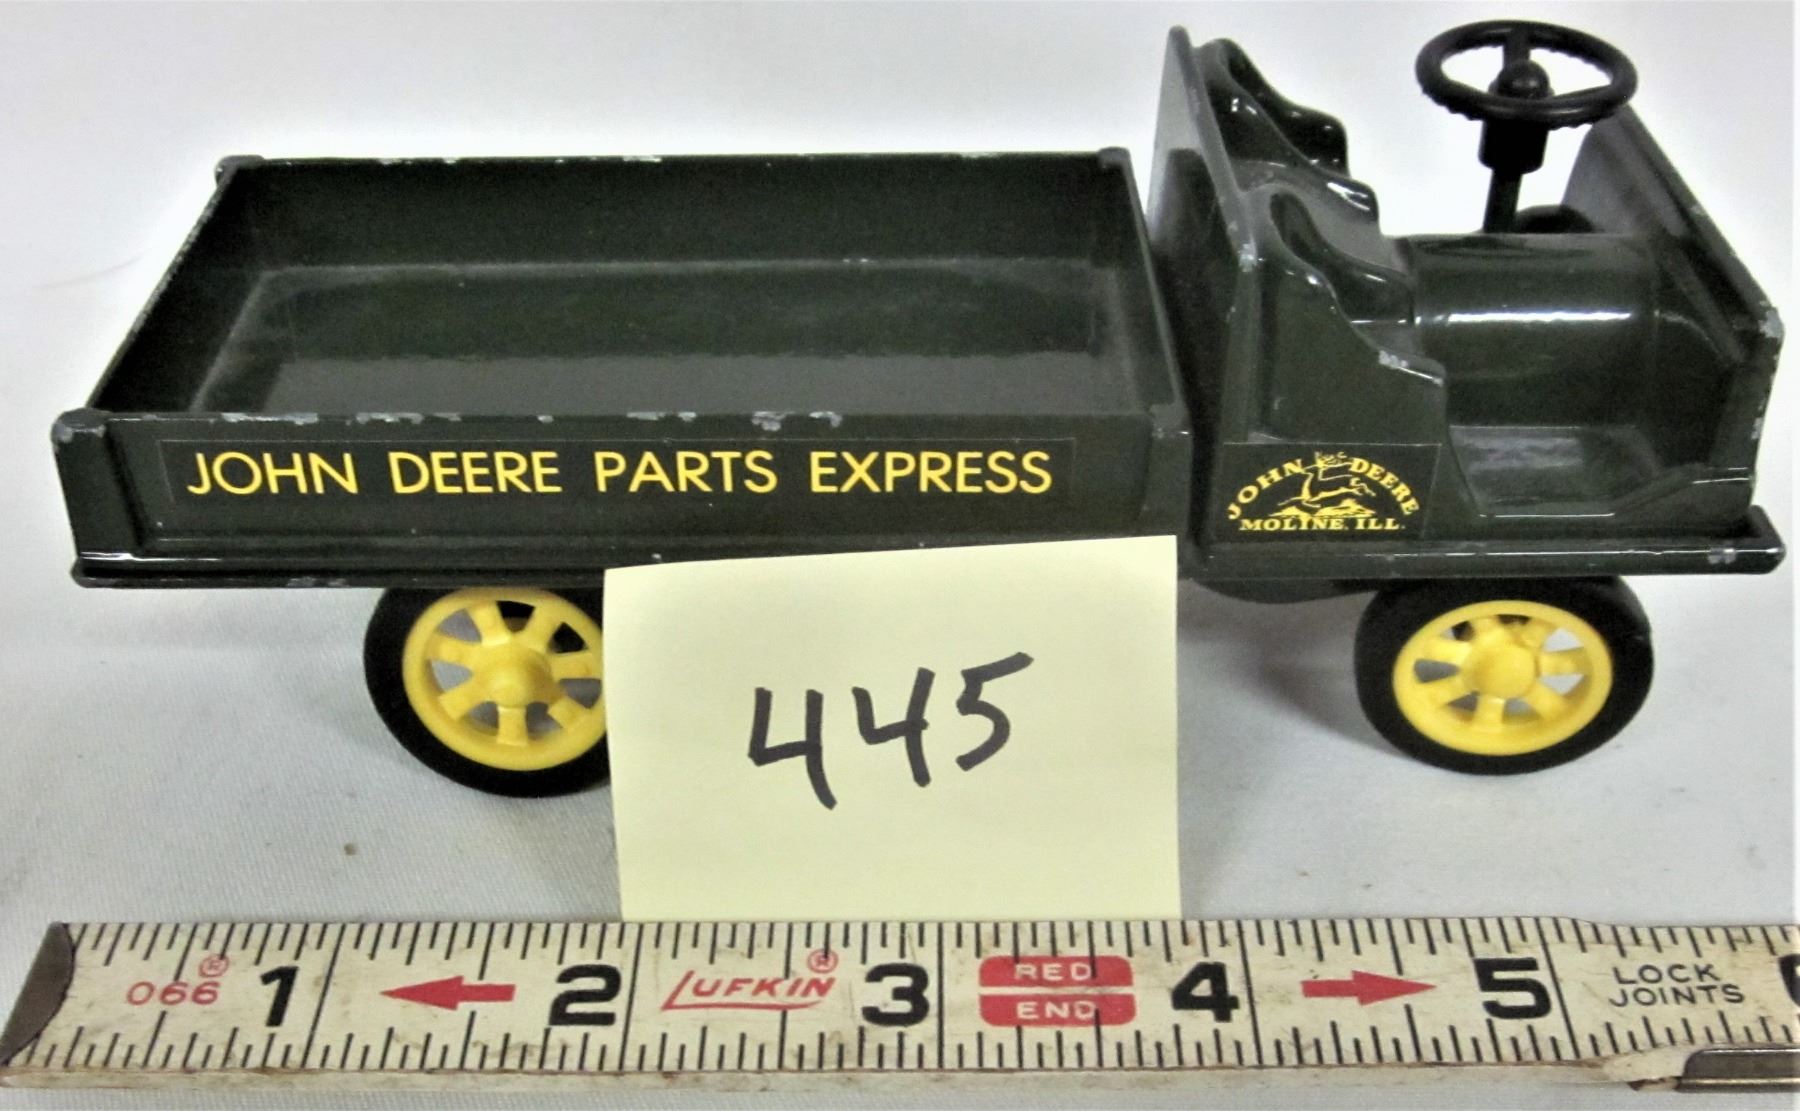 JOHN DEERE PARTS EXPRESS
JOHN DEERE
MOLINE, ILL.
445
066® 1 2 LUFKIN® 3 RED END 4 5 LOCK JOINTS 6